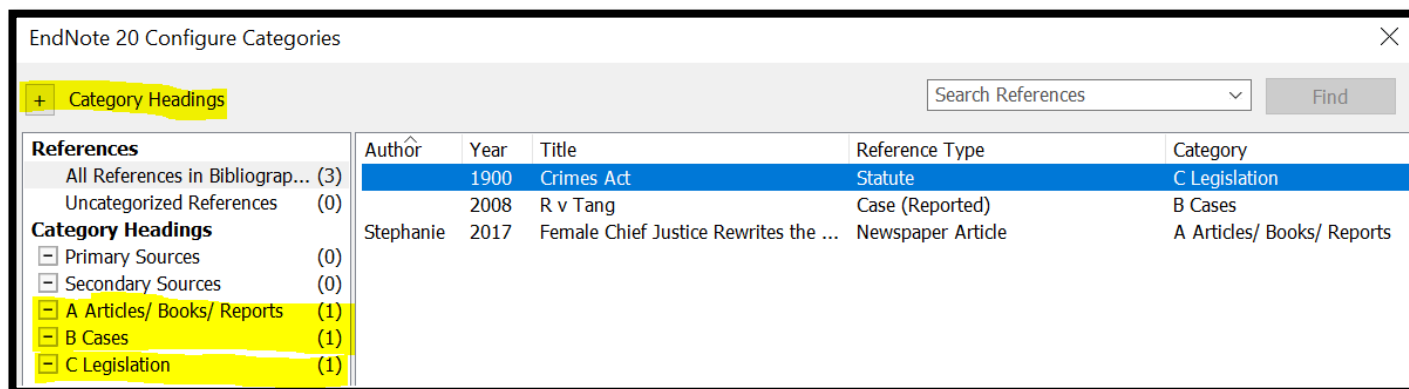 EndNote 20 Configure Categories
+ Category Headings
Search References
Find
References
All References in Bibliograp... (3)
Uncategorized References (0)
Category Headings
Primary Sources (0)
Secondary Sources (0)
A Articles/ Books/ Reports (1)
B Cases (1)
C Legislation (1)
Author Year Title Reference Type Category
1900 Crimes Act Statute C Legislation
2008 R v Tang Case (Reported) B Cases
Stephanie 2017 Female Chief Justice Rewrites the ... Newspaper Article A Articles/ Books/ Reports